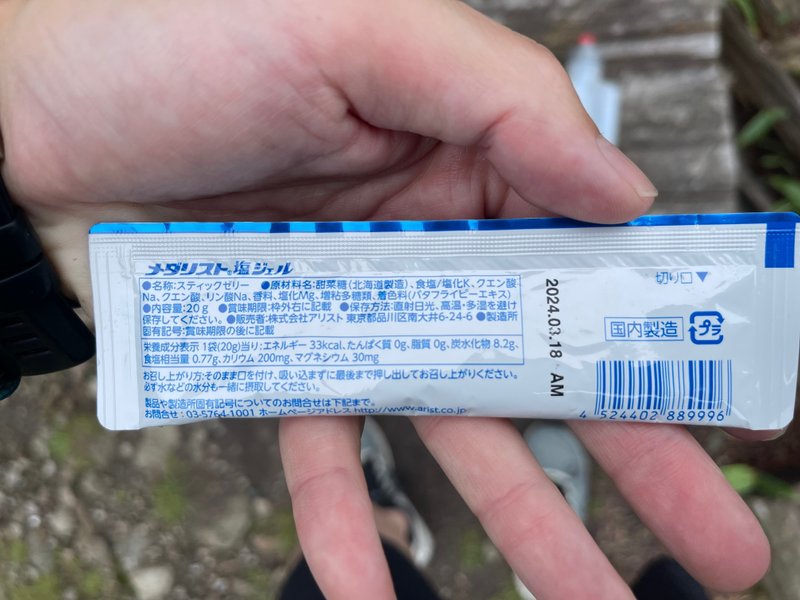 メダリスト®塩ジェル
●名称:スティックゼリー ●原材料名:甜菜糖(北海道製造)、食塩/塩化K、クエン酸
Na、クエン酸、リン酸Na、香料、塩化Mg、増粘多糖類、着色料(バタフライピーエキス)
●内容量:20g ●賞味期限:枠外右に記載 ●保存方法:直射日光、高温・多湿を避け
保存してください。●販売者:株式会社アリスト 東京都品川区南大井6-24-6 ●製造所
固有記号:賞味期限の後に記載
栄養成分表示 1袋(20g)当り:エネルギー 33kcal、たんぱく質 0g、脂質 0g、炭水化物 8.2g、
食塩相当量 0.77g、カリウム 200mg、マグネシウム 30mg
お召し上がり方:そのまま口を付け、吸い込まずに最後まで押し出してお召し上がりください。
必ず水などの水分も一緒に摂取してください。
製品や製造所固有記号についてのお問合せは下記まで。
お問合せ:03-5764-1001 ホームページアドレス http://www.arist.co.jp
2024.03.18 AM
切り口▼
国内製造
プラ
4 524402 889996